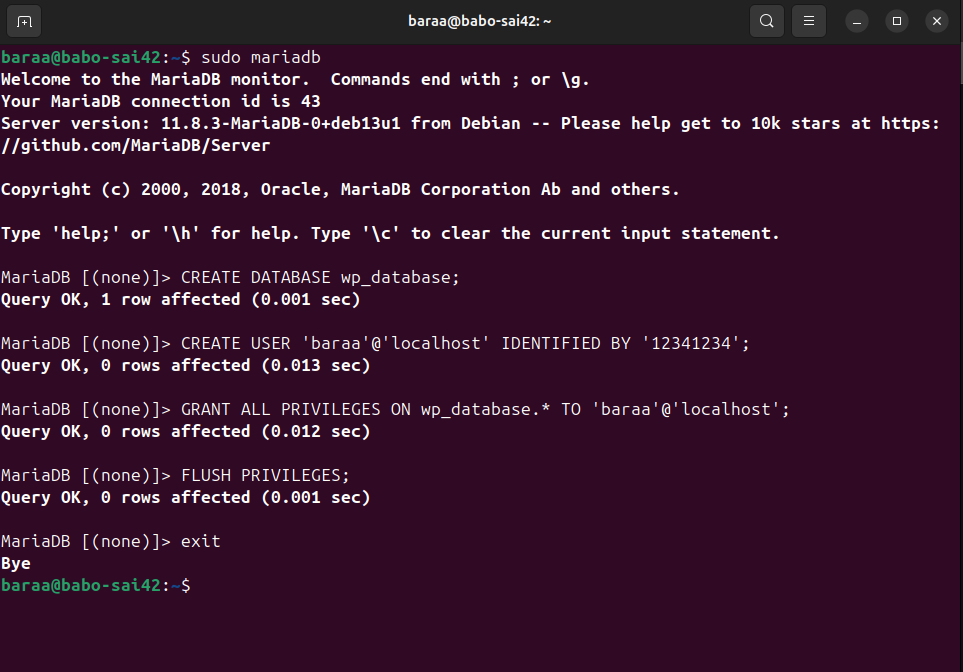 baraa@babo-sai42: ~
baraa@babo-sai42:~$ sudo mariadb
Welcome to the MariaDB monitor.  Commands end with ; or \g.
Your MariaDB connection id is 43
Server version: 11.8.3-MariaDB-0+deb13u1 from Debian -- Please help get to 10k stars at https:
//github.com/MariaDB/Server
Copyright (c) 2000, 2018, Oracle, MariaDB Corporation Ab and others.
Type 'help;' or '\h' for help. Type '\c' to clear the current input statement.
MariaDB [(none)]> CREATE DATABASE wp_database;
Query OK, 1 row affected (0.001 sec)
MariaDB [(none)]> CREATE USER 'baraa'@'localhost' IDENTIFIED BY '12341234';
Query OK, 0 rows affected (0.013 sec)
MariaDB [(none)]> GRANT ALL PRIVILEGES ON wp_database.* TO 'baraa'@'localhost';
Query OK, 0 rows affected (0.012 sec)
MariaDB [(none)]> FLUSH PRIVILEGES;
Query OK, 0 rows affected (0.001 sec)
MariaDB [(none)]> exit
Bye
baraa@babo-sai42:~$